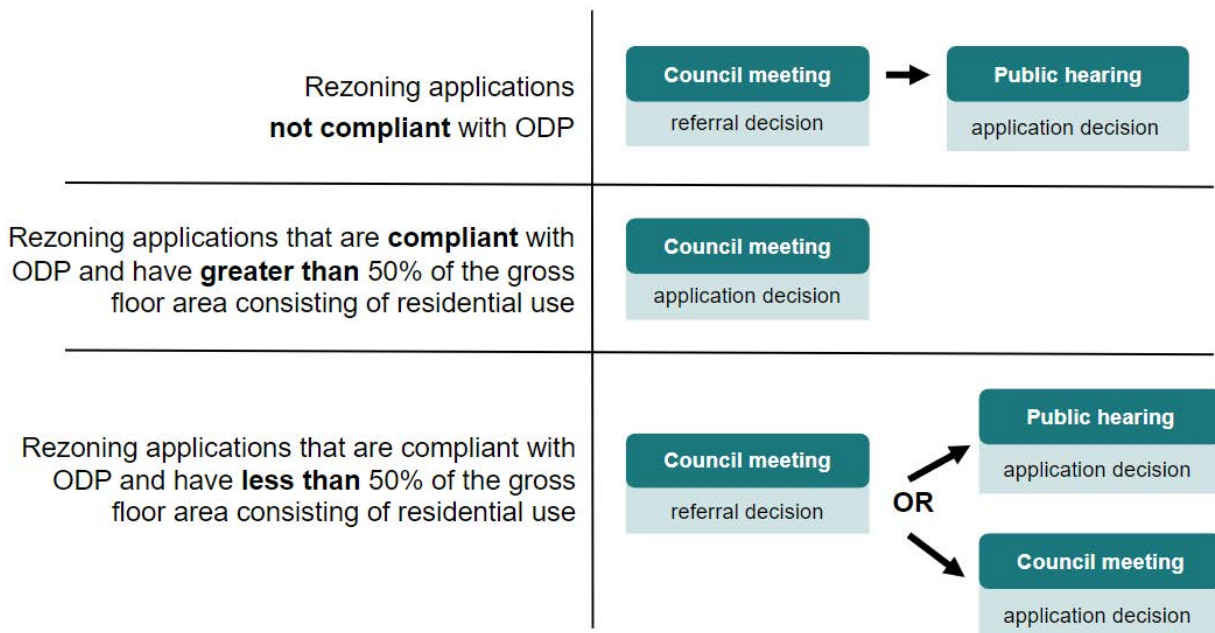 Rezoning applications
not compliant with ODP
Council meeting
referral decision
Public hearing
application decision
Rezoning applications that are compliant with
ODP and have greater than 50% of the gross
floor area consisting of residential use
Council meeting
application decision
Rezoning applications that are compliant with
ODP and have less than 50% of the gross
floor area consisting of residential use
Council meeting
referral decision
OR
Public hearing
application decision
Council meeting
application decision